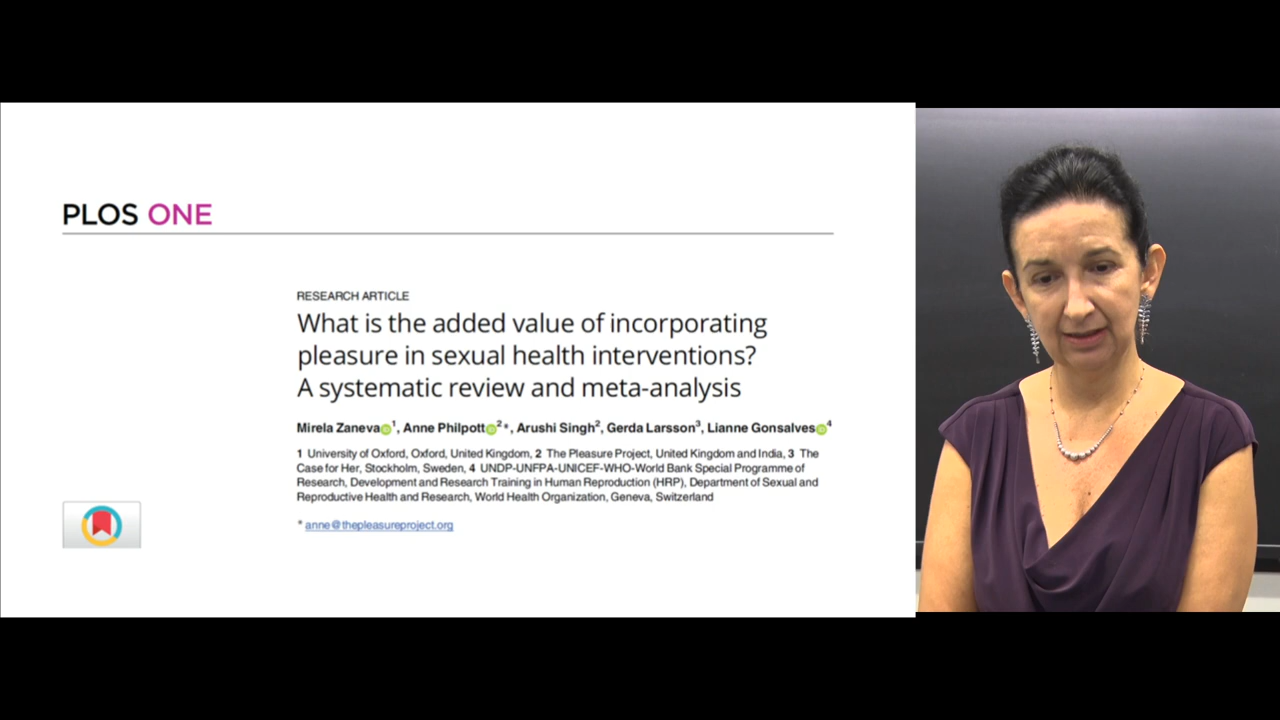 PLOS ONE
RESEARCH ARTICLE
What is the added value of incorporating
pleasure in sexual health interventions?
A systematic review and meta-analysis
Mirela Zaneva1, Anne Philpott2*, Arushi Singh2, Gerda Larsson3, Lianne Gonsalves4
1 University of Oxford, Oxford, United Kingdom, 2 The Pleasure Project, United Kingdom and India, 3 The
Case for Her, Stockholm, Sweden, 4 UNDP-UNFPA-UNICEF-WHO-World Bank Special Programme of
Research, Development and Research Training in Human Reproduction (HRP), Department of Sexual and
Reproductive Health and Research, World Health Organization, Geneva, Switzerland
* anne@thepleasureproject.org